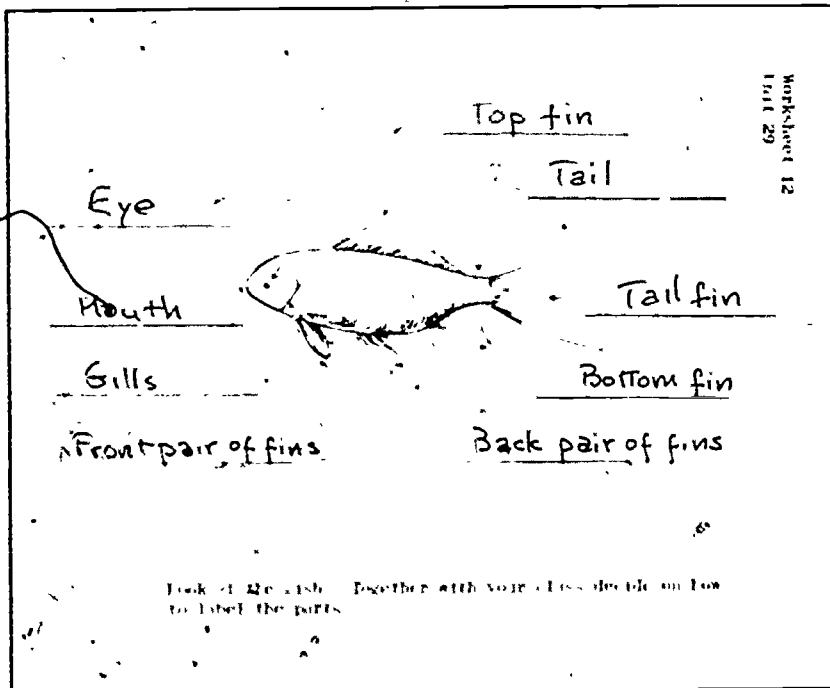 Worksheet 12
Unit 29
Top fin
Tail
Eye
Mouth
Tail fin
Gills
Bottom fin
Front pair of fins
Back pair of fins
Look at the fish. Together with your class decide on how
to label the parts